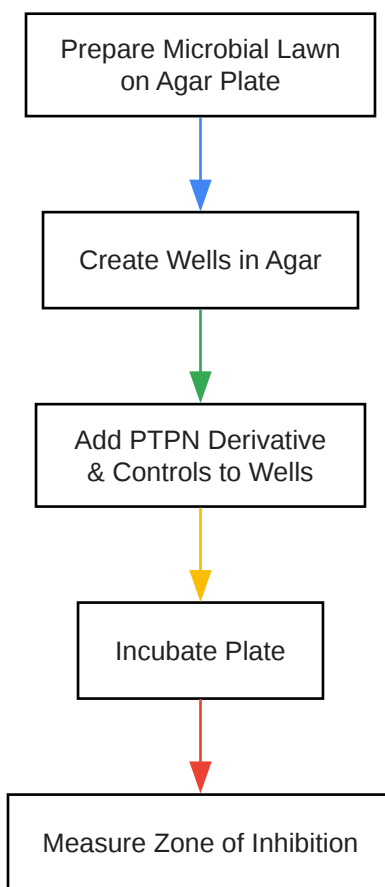 Prepare Microbial Lawn
on Agar Plate
Create Wells in Agar
Add PTPN Derivative
& Controls to Wells
Incubate Plate
Measure Zone of Inhibition